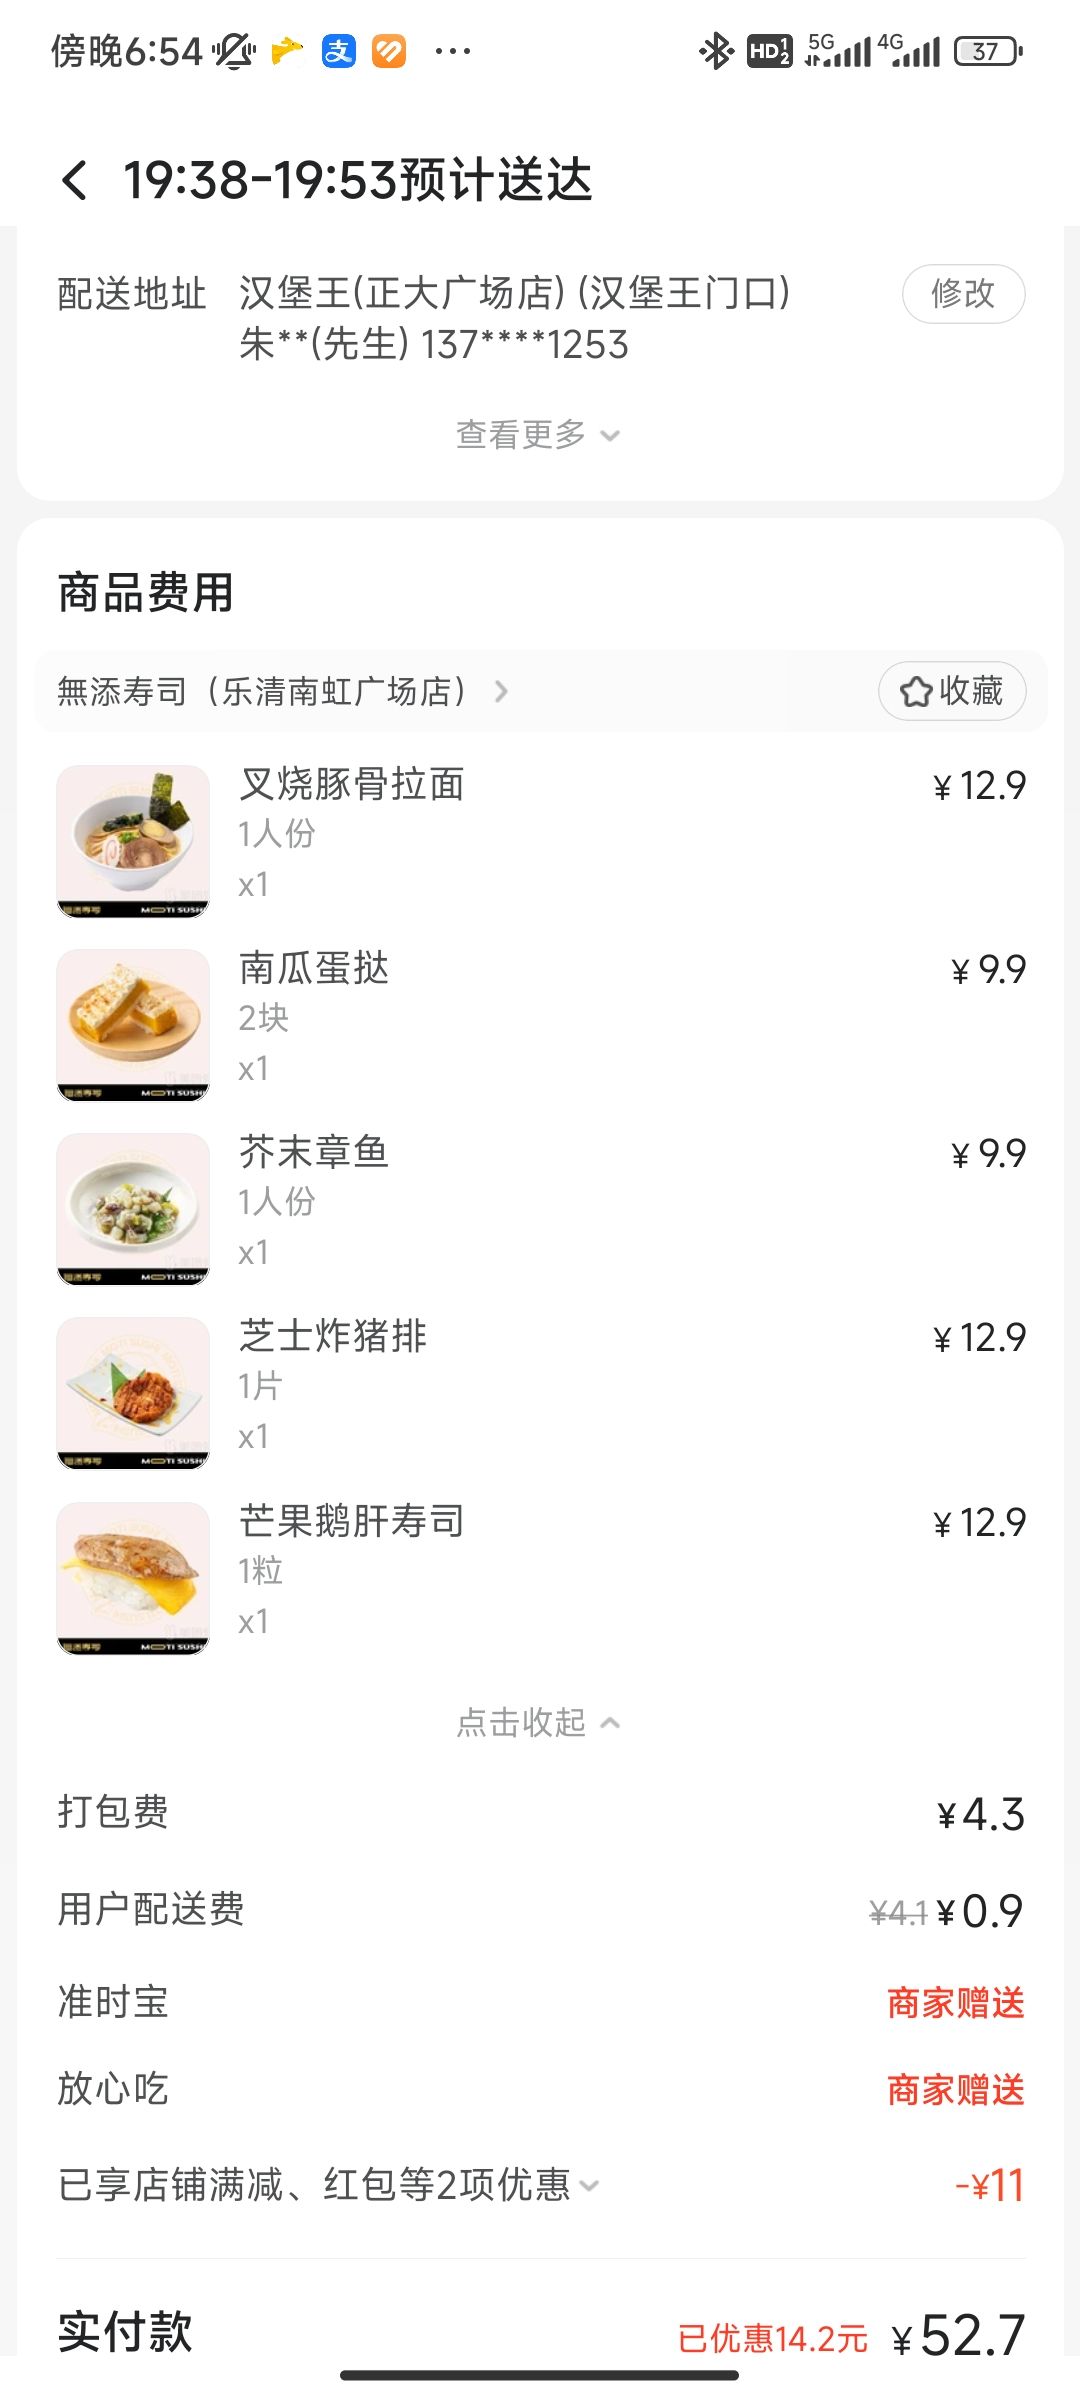 傍晚6:54 支 ··· HD 1 2 5G 4G 37
19:38-19:53预计送达
配送地址 汉堡王(正大广场店) (汉堡王门口) 修改
朱**(先生) 137****1253
查看更多
商品费用
無添寿司（乐清南虹广场店） 收藏
叉烧豚骨拉面 ¥12.9
1人份
x1
南瓜蛋挞 ¥9.9
2块
x1
芥末章鱼 ¥9.9
1人份
x1
芝士炸猪排 ¥12.9
1片
x1
芒果鹅肝寿司 ¥12.9
1粒
x1
点击收起
打包费 ¥4.3
用户配送费 ¥4.1 ¥0.9
准时宝 商家赠送
放心吃 商家赠送
已享店铺满减、红包等2项优惠 -¥11
实付款 已优惠14.2元 ¥52.7